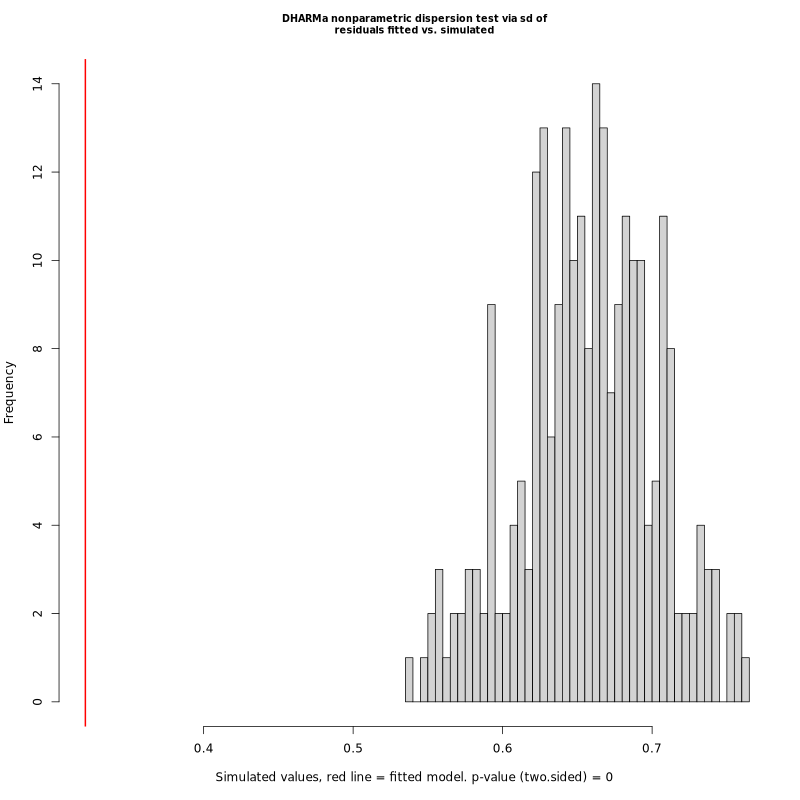 DHARMa nonparametric dispersion test via sd of
residuals fitted vs. simulated
14
12
10
8
6
4
2
0
Frequency
0.4 0.5 0.6 0.7
Simulated values, red line = fitted model. p-value (two.sided) = 0